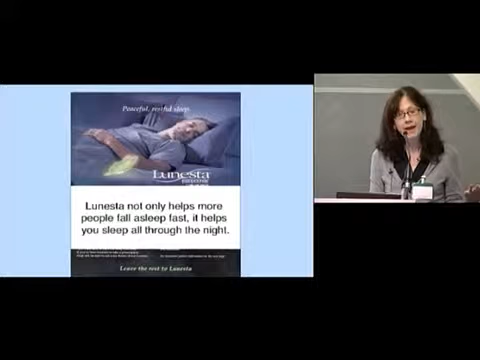 Peaceful, restful sleep.
Lunesta
Lunesta not only helps more
people fall asleep fast, it helps
you sleep all through the night.
Leave the rest to Lunesta